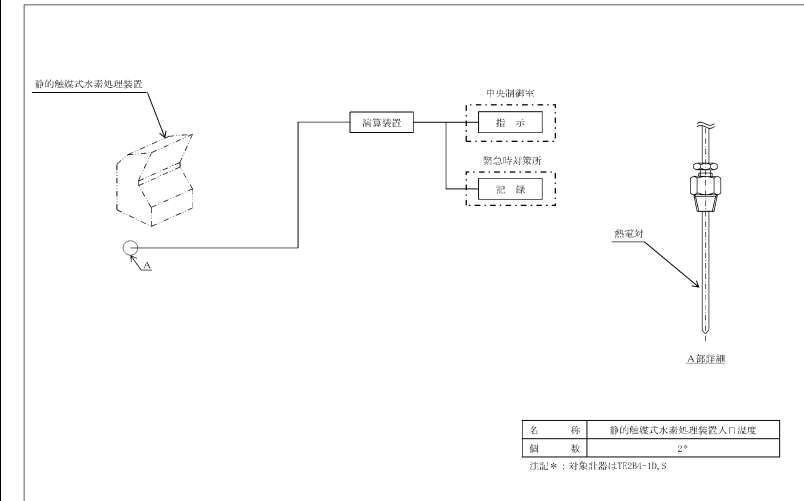 静的触媒式水素処理装置
中央制御室
演算装置
指 示
緊急時対策所
記 録
熱電対
A
A部詳細
名 称 静的触媒式水素処理装置入口温度
個 数 2*
注記*：対象計器はTE2B4-1D,S